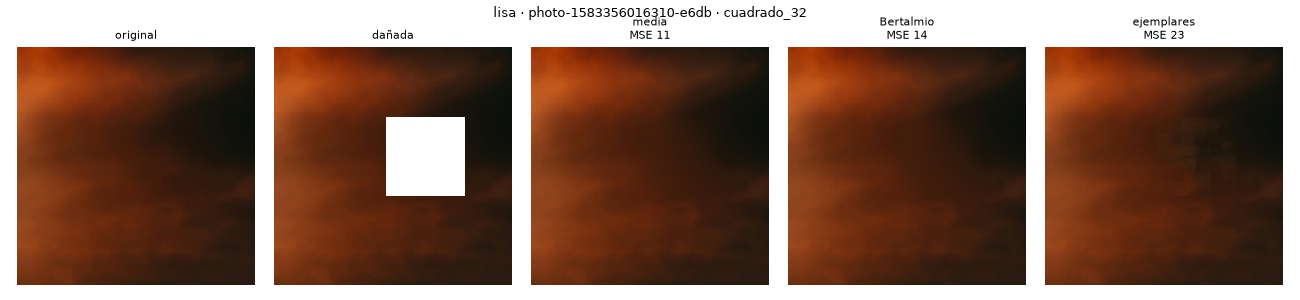 lisa · photo-1583356016310-e6db · cuadrado_32
original
dañada
media
MSE 11
Bertalmio
MSE 14
ejemplares
MSE 23